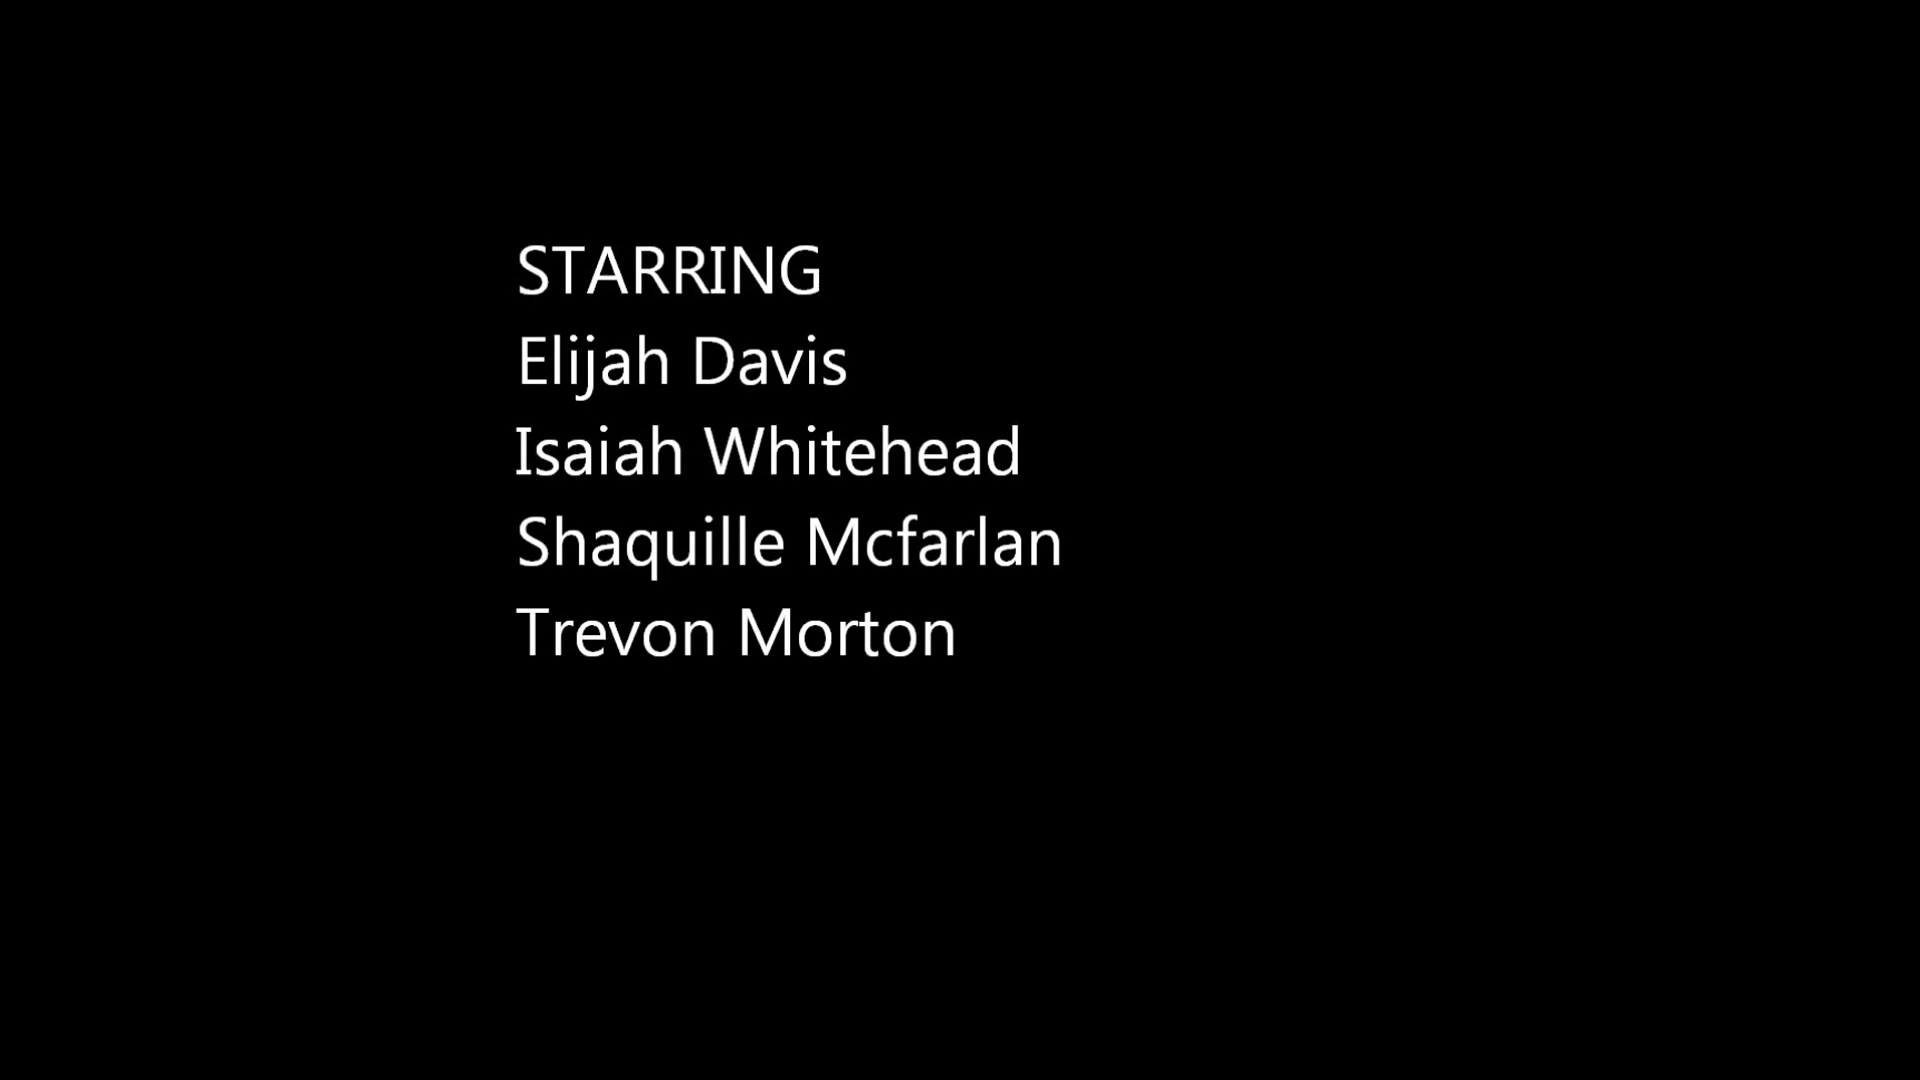 STARRING
Elijah Davis
Isaiah Whitehead
Shaquille Mcfarlan
Trevon Morton